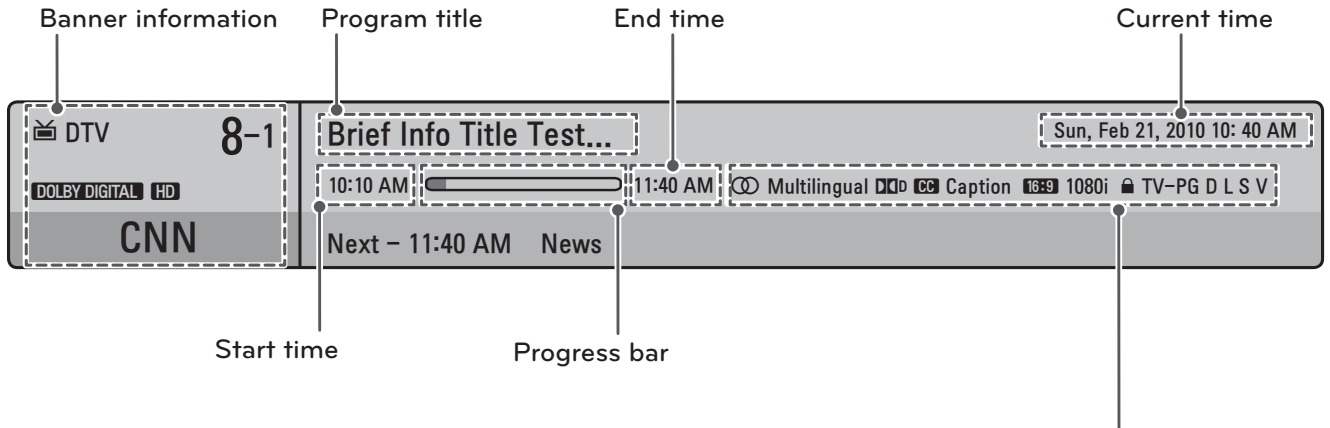 Banner information Program title End time Current time
DTV 8-1 Brief Info Title Test... Sun, Feb 21, 2010 10: 40 AM
DOLBY DIGITAL HD 10:10 AM 11:40 AM Multilingual D CC Caption 16:9 1080i TV-PG D L S V
CNN Next - 11:40 AM News
Start time Progress bar